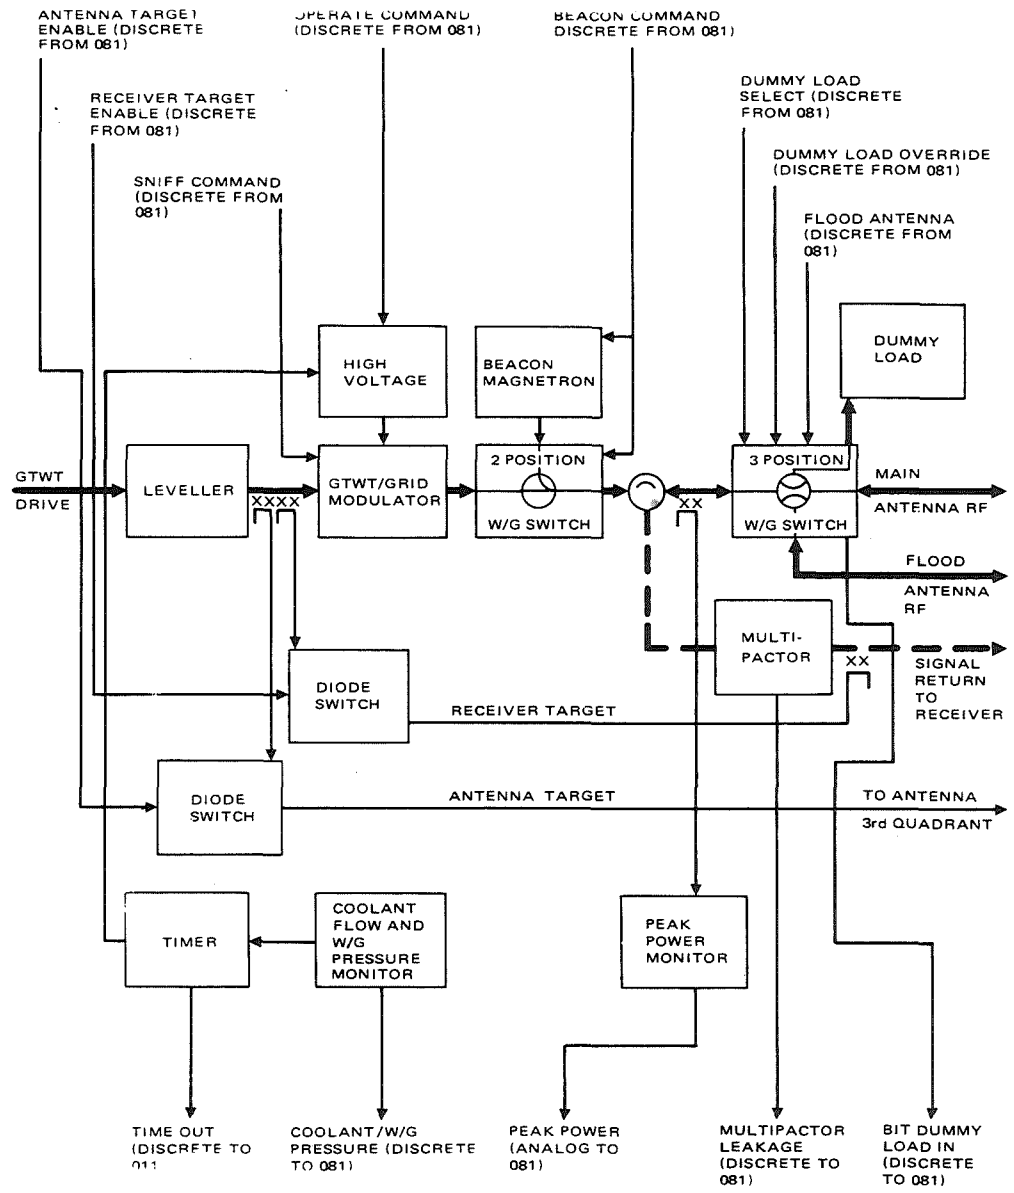 ANTENNA TARGET
ENABLE (DISCRETE
FROM 081)
OPERATE COMMAND
(DISCRETE FROM 081)
BEACON COMMAND
DISCRETE FROM 081)
RECEIVER TARGET
ENABLE (DISCRETE
FROM 081)
DUMMY LOAD
SELECT (DISCRETE
FROM 081)
DUMMY LOAD OVERRIDE
(DISCRETE FROM 081)
SNIFF COMMAND
(DISCRETE FROM
081)
FLOOD ANTENNA
(DISCRETE FROM
081)
HIGH
VOLTAGE
BEACON
MAGNETRON
DUMMY
LOAD
GTWT
DRIVE
LEVELLER
XXXX
GTWT/GRID
MODULATOR
2 POSITION
W/G SWITCH
XX
3 POSITION
W/G SWITCH
MAIN
ANTENNA RF
FLOOD
ANTENNA
RF
MULTI-
PACTOR
XX
SIGNAL
RETURN
TO
RECEIVER
DIODE
SWITCH
RECEIVER TARGET
DIODE
SWITCH
ANTENNA TARGET
TO ANTENNA
3rd QUADRANT
TIMER
COOLANT
FLOW AND
W/G
PRESSURE
MONITOR
PEAK
POWER
MONITOR
TIME OUT
(DISCRETE TO
011
COOLANT/W/G
PRESSURE (DISCRETE
TO 081)
PEAK POWER
(ANALOG TO
081)
MULTIPACTOR
LEAKAGE
(DISCRETE TO
081)
BIT DUMMY
LOAD IN
(DISCRETE
TO 081)